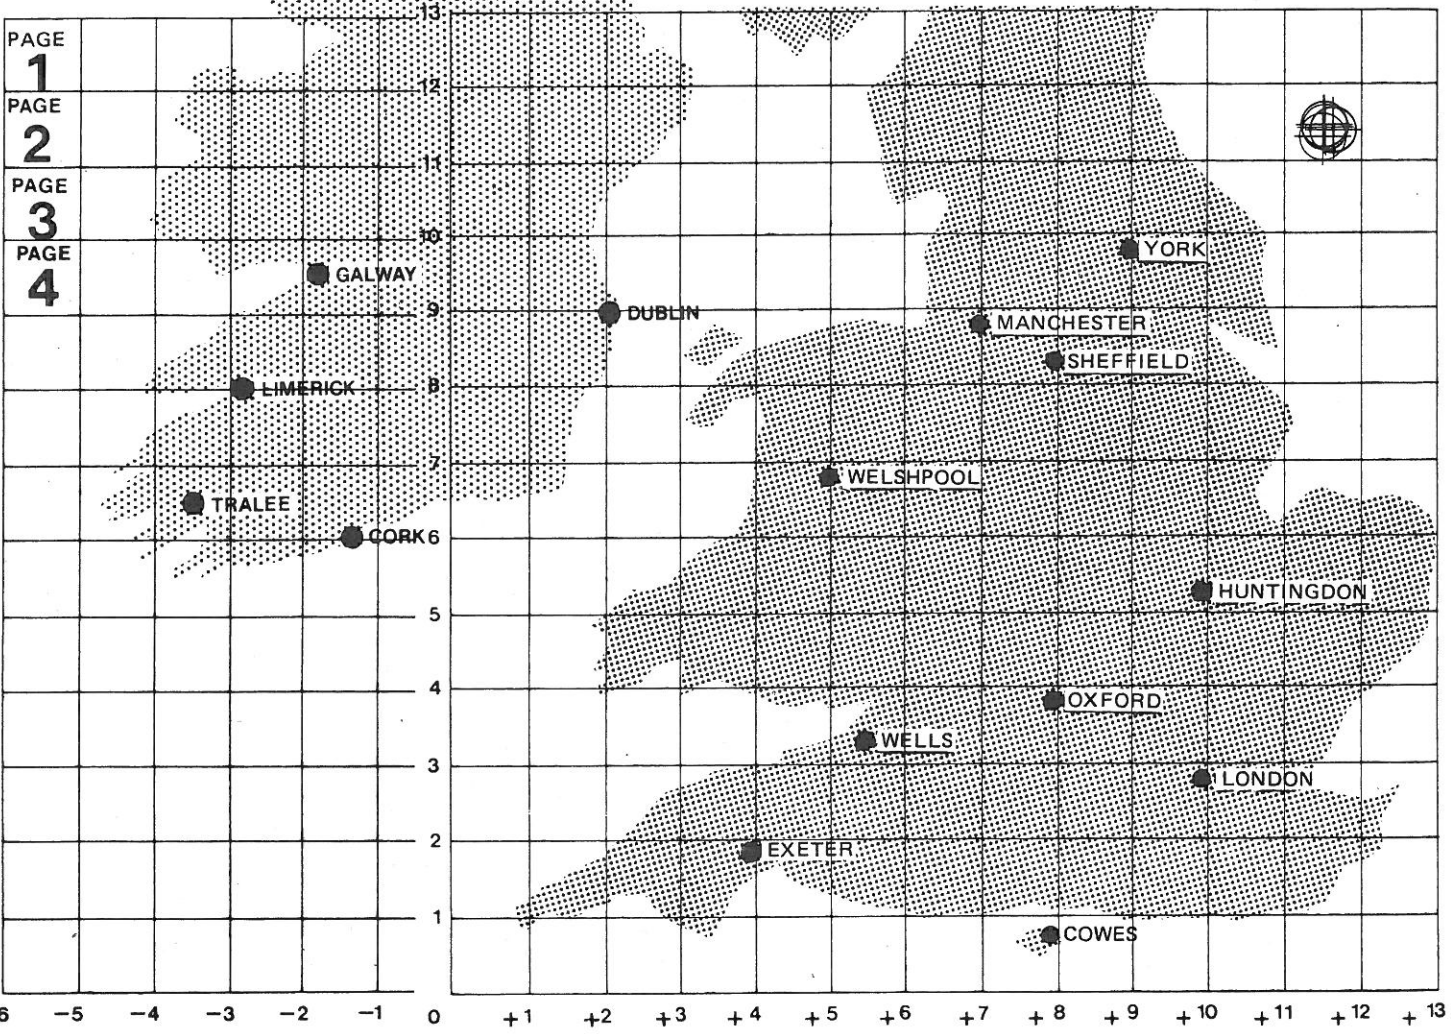 13
PAGE
1
12
PAGE
2
11
PAGE
3
10
YORK
PAGE
4
GALWAY
9
DUBLIN
MANCHESTER
SHEFFIELD
8
LIMERICK
7
WELSHPOOL
TRALEE
CORK 6
HUNTINGDON
5
4
OXFORD
WELLS
3
LONDON
2
EXETER
1
COWES
6 -5 -4 -3 -2 -1 0 +1 +2 +3 +4 +5 +6 +7 +8 +9 +10 +11 +12 +13